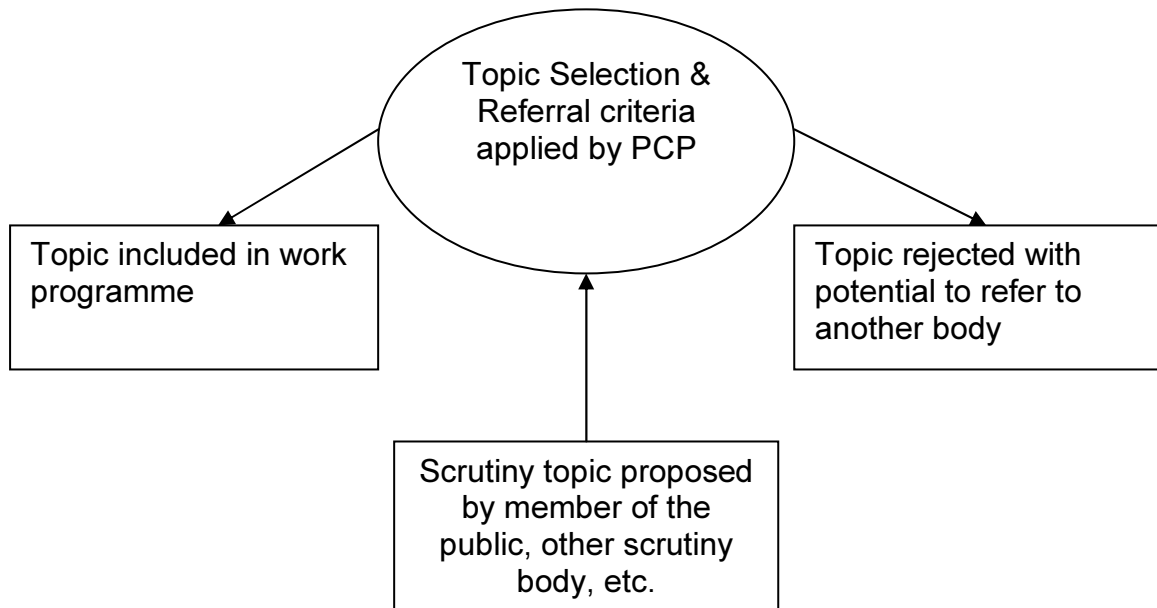 Topic Selection &
Referral criteria
applied by PCP
Topic included in work
programme
Topic rejected with
potential to refer to
another body
Scrutiny topic proposed
by member of the
public, other scrutiny
body, etc.